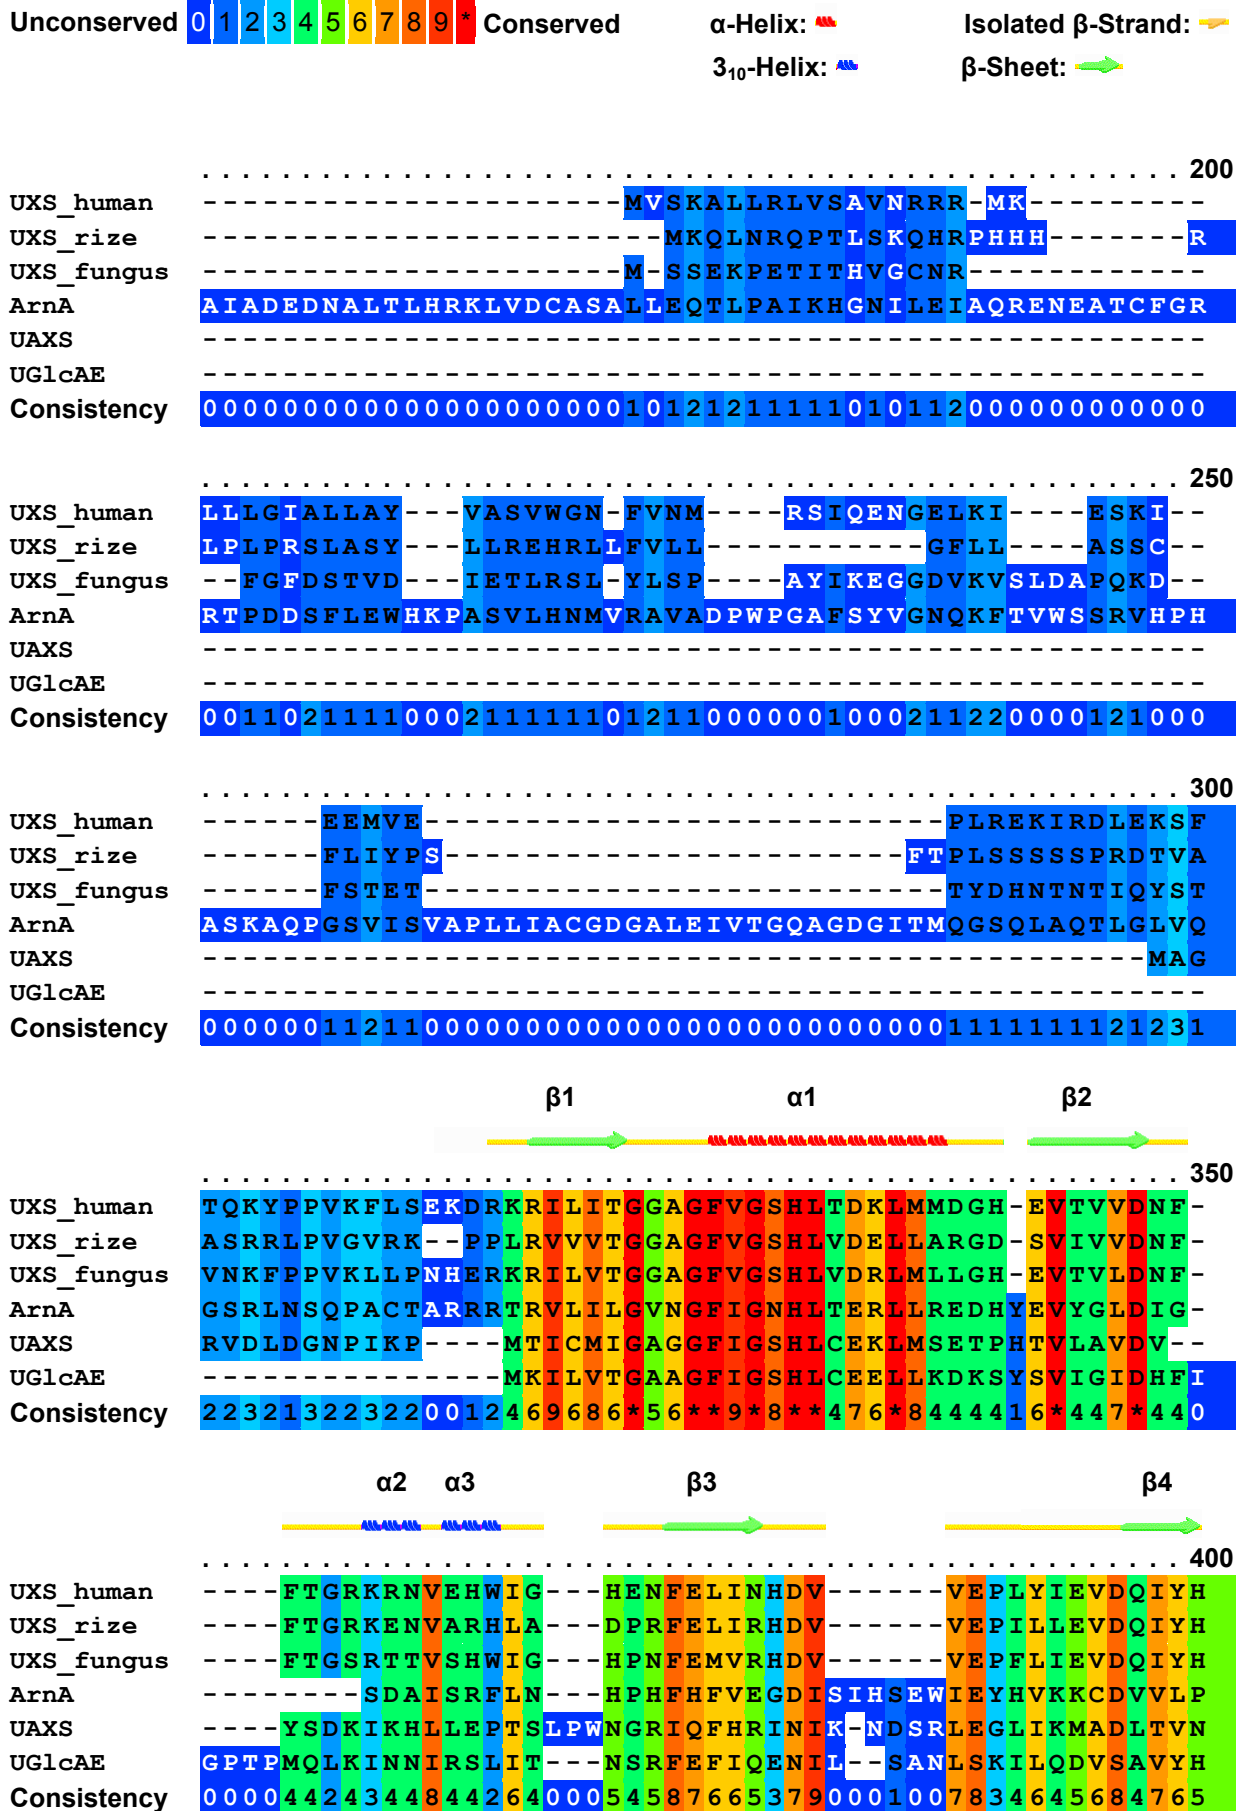 Unconserved 0 1 2 3 4 5 6 7 8 9 * Conserved α-Helix: Isolated β-Strand:
3₁₀-Helix: β-Sheet:
................................................. 200
UXS_human ---------------------MVSKALLRLVSAVNRRR-MK---------
UXS_rize -----------------------MKQLNRQPTLSKQHRPHHH-------R
UXS_fungus ---------------------M-SSEKPETITHVGCNR------------
ArnA AIADEDNALTLHRKLVDCASALLEQTLPAIKHGNILEIAQRENEATCFGR
UAXS --------------------------------------------------
UGlcAE --------------------------------------------------
Consistency 00000000000000000000010121211111010112000000000000
................................................. 250
UXS_human LLLGIALLAY---VASVWGN-FVNM----RSIQENGELKI----ESKI--
UXS_rize LPLPRSLASY---LLREHRLLFVLL-----------GFLL----ASSC--
UXS_fungus --FGFDSTVD---IETLRSL-YLSP----AYIKEGGDVKVSLDAPQKD--
ArnA RTPDDSFLEWHKPASVLHNMVRAVADPWPGAFSYVGNQKFTVWSSRVHPH
UAXS --------------------------------------------------
UGlcAE --------------------------------------------------
Consistency 00110211110002111111012110000001000211220000121000
................................................. 300
UXS_human ------EEMVE--------------------------PLREKIRDLEKSF
UXS_rize ------FLIYPS-----------------------FTPLSSSSSPRDTVA
UXS_fungus ------FSTET--------------------------TYDHNTNTIQYST
ArnA ASKAQPGSVISVAPLLIACGDGALEIVTGQAGDGITMQGSQLAQTLGLVQ
UAXS -----------------------------------------------MAG
UGlcAE --------------------------------------------------
Consistency 00000011211000000000000000000000000001111111121231
β1 α1 β2
................................................. 350
UXS_human TQKYPPVKFLSEKDRKRILITGGAGFVGSHLTDKLMMDGH-EVTVVDNF-
UXS_rize ASRRLPVGVRK--PPLRVVVTGGAGFVGSHLVDELLARGD-SVIVVDNF-
UXS_fungus VNKFPPVKLLPNHERKRILVTGGAGFVGSHLVDRLMLLGH-EVTVLDNF-
ArnA GSRLNSQPACTARRRTRVLILGVNGFIGNHLTERLLREDHYEVYGLDIG-
UAXS RVDLDGNPIKP----MTICMIGAGGFIGSHLCEKLMSETPHTVLAVDV--
UGlcAE ---------------MKILVTGAAGFIGSHLCEELLKDKSYSVIGIDHFI
Consistency 223213223220012469686*56**9*8**476*8444416*447*440
α2 α3 β3 β4
................................................. 400
UXS_human ----FTGRKRNVEHWIG---HENFELINHDV------VEPLYIEVDQIYH
UXS_rize ----FTGRKENVARHLA---DPRFELIRHDV------VEPILLEVDQIYH
UXS_fungus ----FTGSRTTVSHWIG---HPNFEMVRHDV------VEPFLIEVDQIYH
ArnA --------SDAISRFLN---HPHFHFVEGDISIHSEWIEYHVKKCDVVLP
UAXS ----YSDKIKHLLEPTSLPWNGRIQFHRINIK-NDSRLEGLIKMADLTVN
UGlcAE GPTPMQLKINNIRSLIT---NSRFEFIQENIL--SANLSKILQDVSAVYH
Consistency 00004424344844264000545876653790001007834645684765